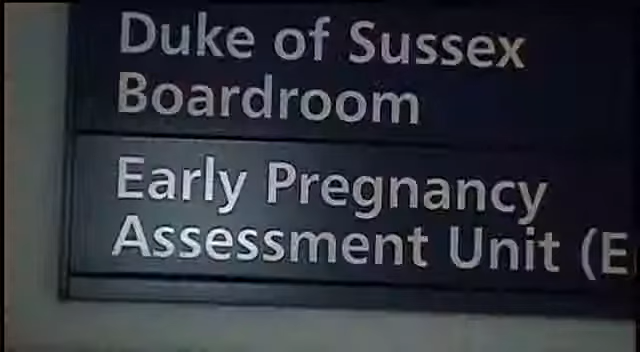 Duke of Sussex
Boardroom
Early Pregnancy
Assessment Unit (E